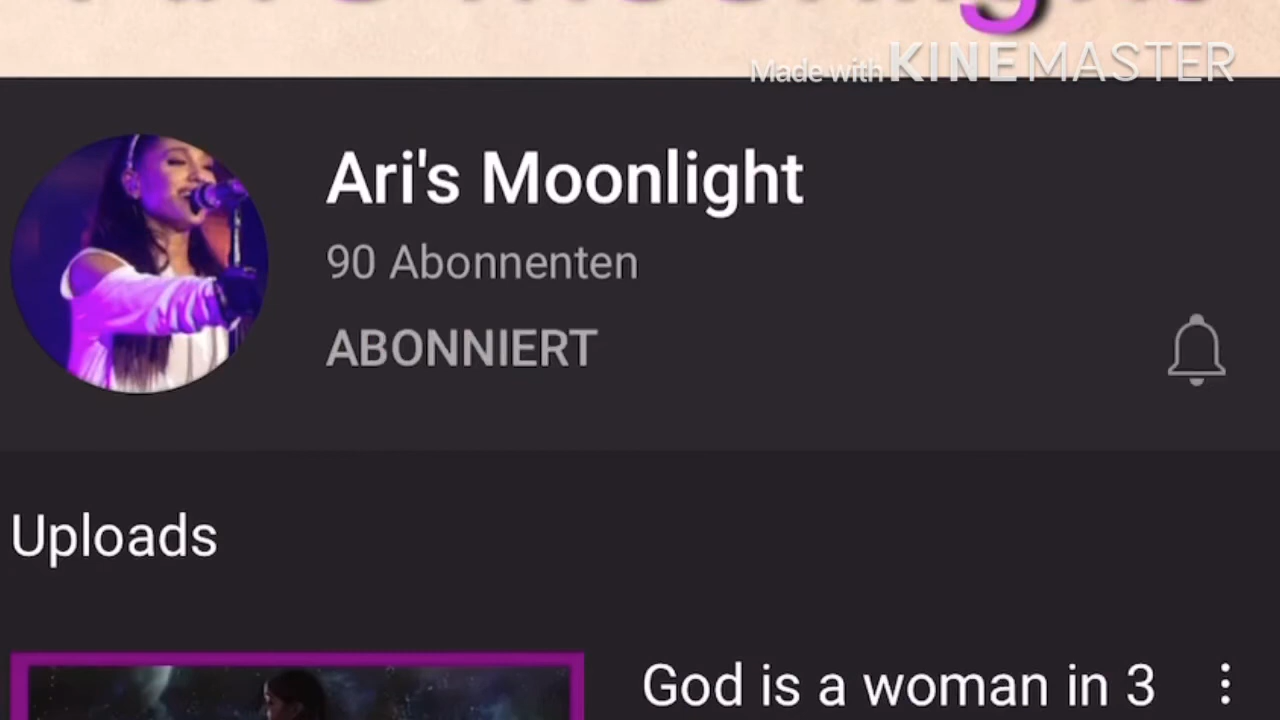 Made with KINEMASTER
Ari's Moonlight
90 Abonnenten
ABONNIERT
Uploads
God is a woman in 3